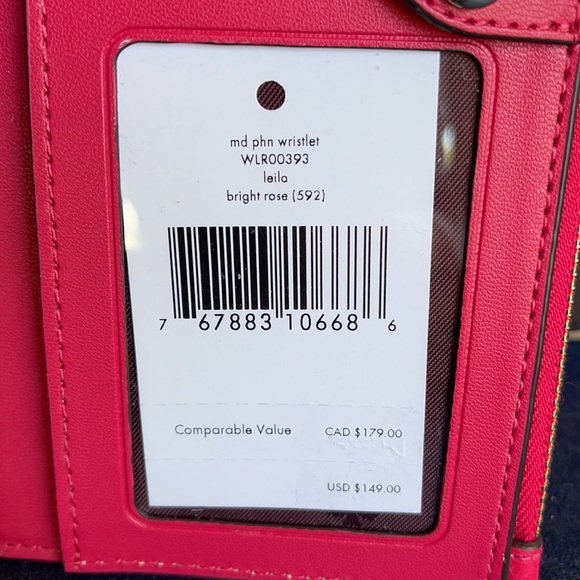 md phn wristlet
WLR00393
leila
bright rose (592)
7 67883 10668 6
Comparable Value CAD $179.00
USD $149.00